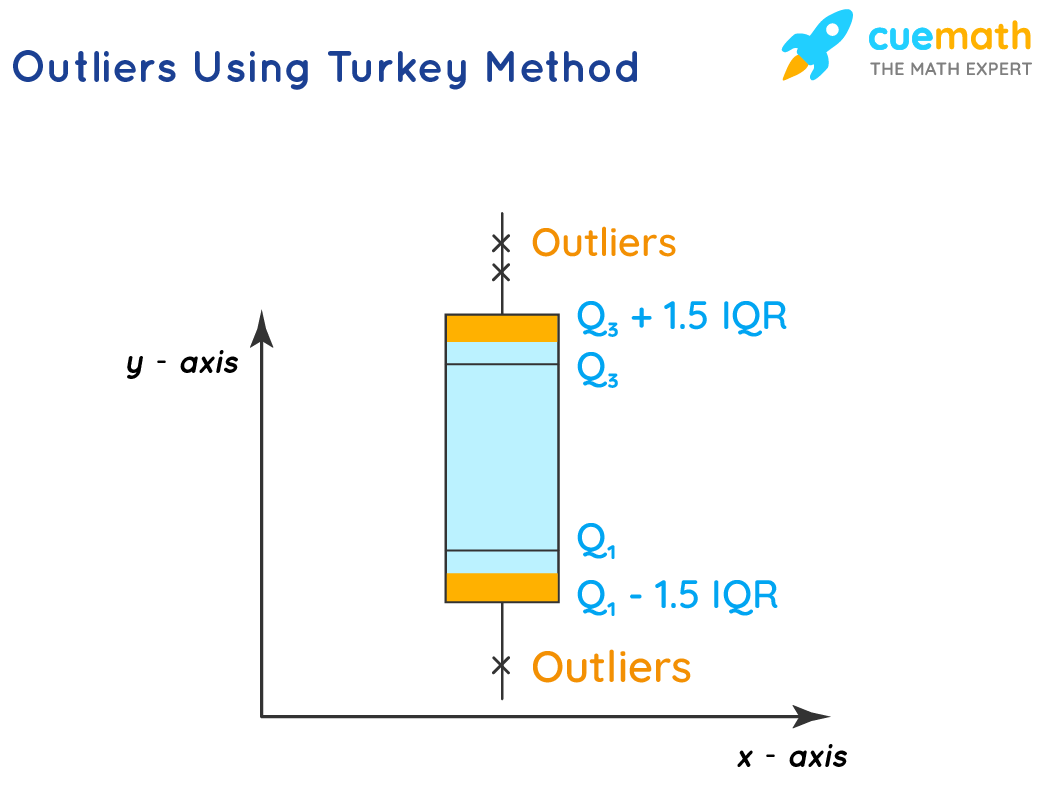 Outliers Using Turkey Method
cuemath
THE MATH EXPERT
Outliers
Q₃ + 1.5 IQR
y - axis
Q₃
Q₁
Q₁ - 1.5 IQR
Outliers
x - axis